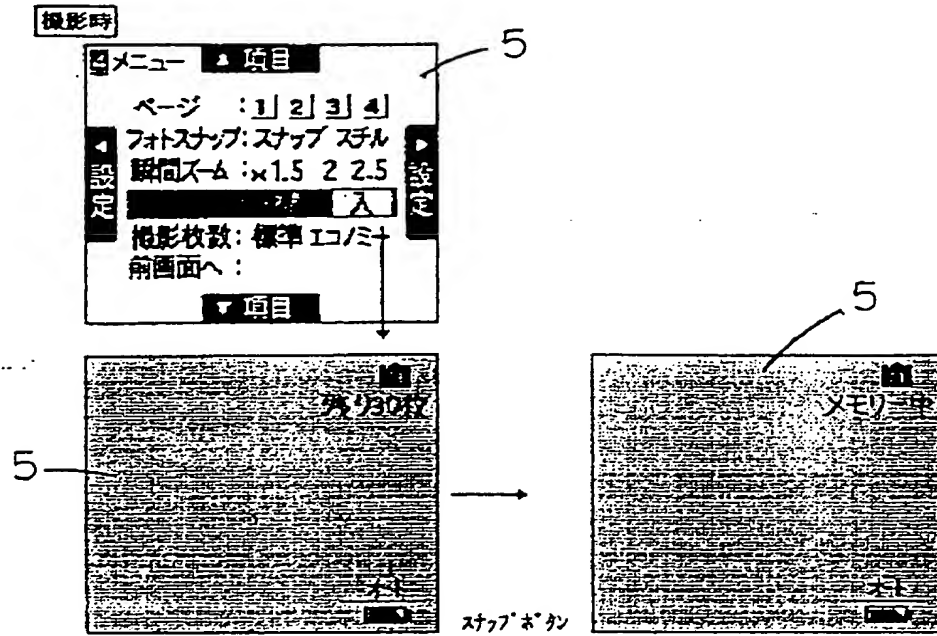 撮影時
メニュー ▲ 項目
5
ページ :1 2 3 4
フォトスナップ:スナップ スチル
◀ 設定
瞬間ズーム :×1.5 2 2.5
▶ 設定
入
撮影枚数:標準 エコノミー
前画面へ:
▼ 項目
5
残り30枚
メモリー中
5
オート
オート
スナップボタン